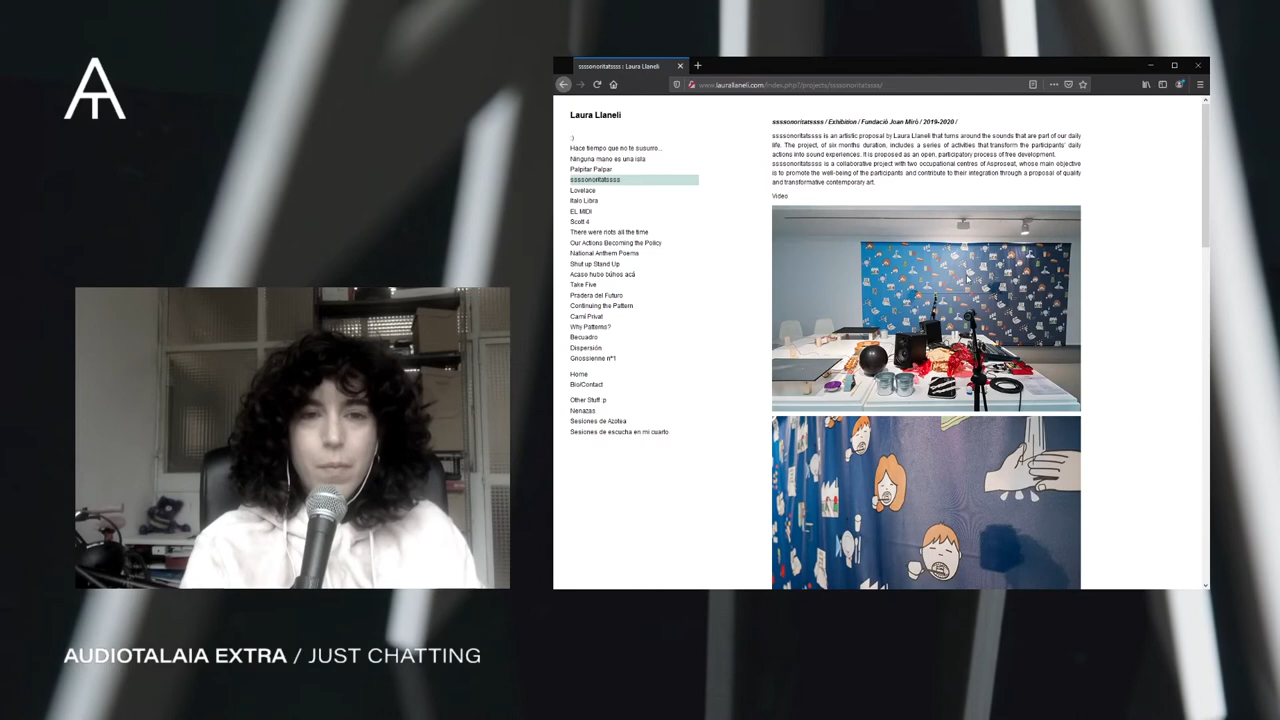 AT
AUDIOTALAIA EXTRA / JUST CHATTING
ssssonoritatssss : Laura Llaneli
www.laurallaneli.com/index.php?/projects/ssssonoritatssss/
Laura Llaneli
:)
Hace tiempo que no te susurro...
Ninguna mano es una isla
Palpitar Palpar
ssssonoritatssss
Lovelace
Italo Libra
EL MIDI
Scott 4
There were riots all the time
Our Actions Becoming the Policy
National Anthem Poems
Shut up Stand Up
Acaso hubo búhos acá
Take Five
Pradera del Futuro
Continuing the Pattern
Camí Privat
Why Patterns?
Becuadro
Dispersión
Gnossienne nº1
Home
Bio/Contact
Other Stuff :p
Nenazas
Sesiones de Azotea
Sesiones de escucha en mi cuarto
ssssonoritatssss / Exhibition / Fundació Joan Miró / 2019-2020 /
ssssonoritatssss is an artistic proposal by Laura Llaneli that turns around the sounds that are part of our daily
life. The project, of six months duration, includes a series of activities that transform the participants' daily
actions into sound experiences. It is proposed as an open, participatory process of free development.
ssssonoritatssss is a collaborative project with two occupational centres of Asproseat, whose main objective
is to promote the well-being of the participants and contribute to their integration through a proposal of quality
and transformative contemporary art.
Video